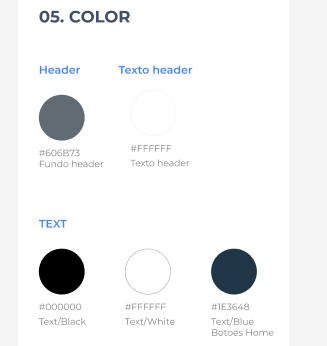 05. COLOR
Header
Texto header
#606B73
Fundo header
#FFFFFF
Texto header
TEXT
#000000
Text/Black
#FFFFFF
Text/White
#1E3648
Text/Blue
Botoes Home